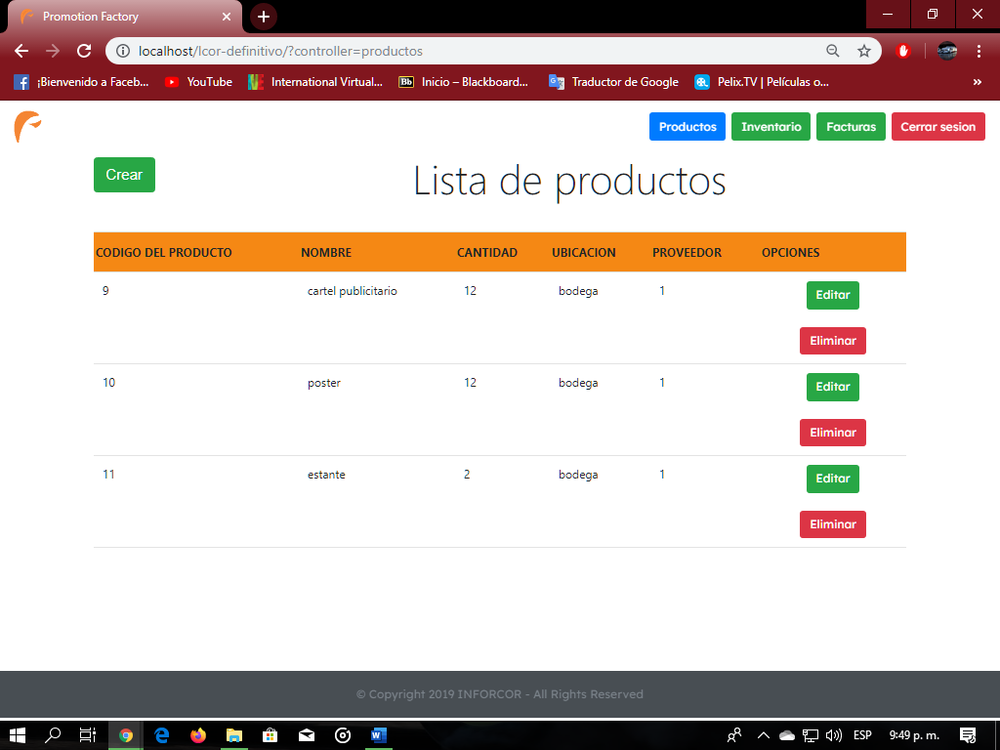 Promotion Factory
localhost/Icor-definitivo/?controller=productos
¡Bienvenido a Faceb... YouTube International Virtual... Bb Inicio – Blackboard... Traductor de Google Pelix.TV | Películas o... »
Productos Inventario Facturas Cerrar sesion
Crear Lista de productos
CODIGO DEL PRODUCTO NOMBRE CANTIDAD UBICACION PROVEEDOR OPCIONES
9 cartel publicitario 12 bodega 1 Editar
Eliminar
10 poster 12 bodega 1 Editar
Eliminar
11 estante 2 bodega 1 Editar
Eliminar
© Copyright 2019 INFORCOR - All Rights Reserved
ESP 9:49 p. m.